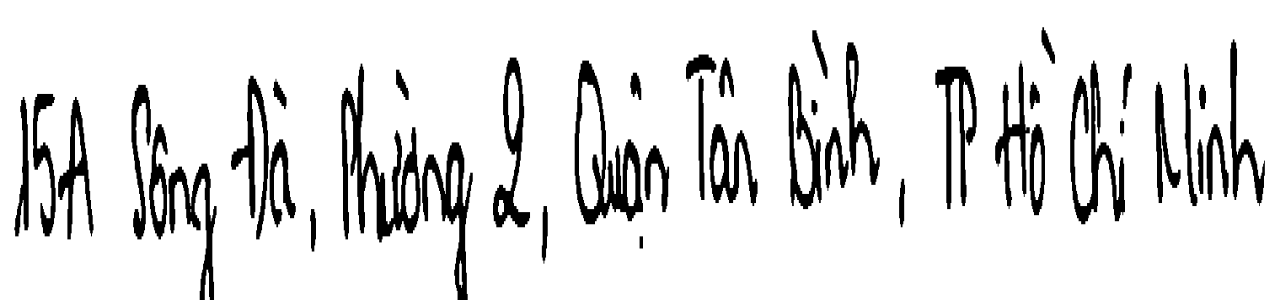 15A Sông Đà, Phường 2, Quận Tân Bình, TP Hồ Chí Minh